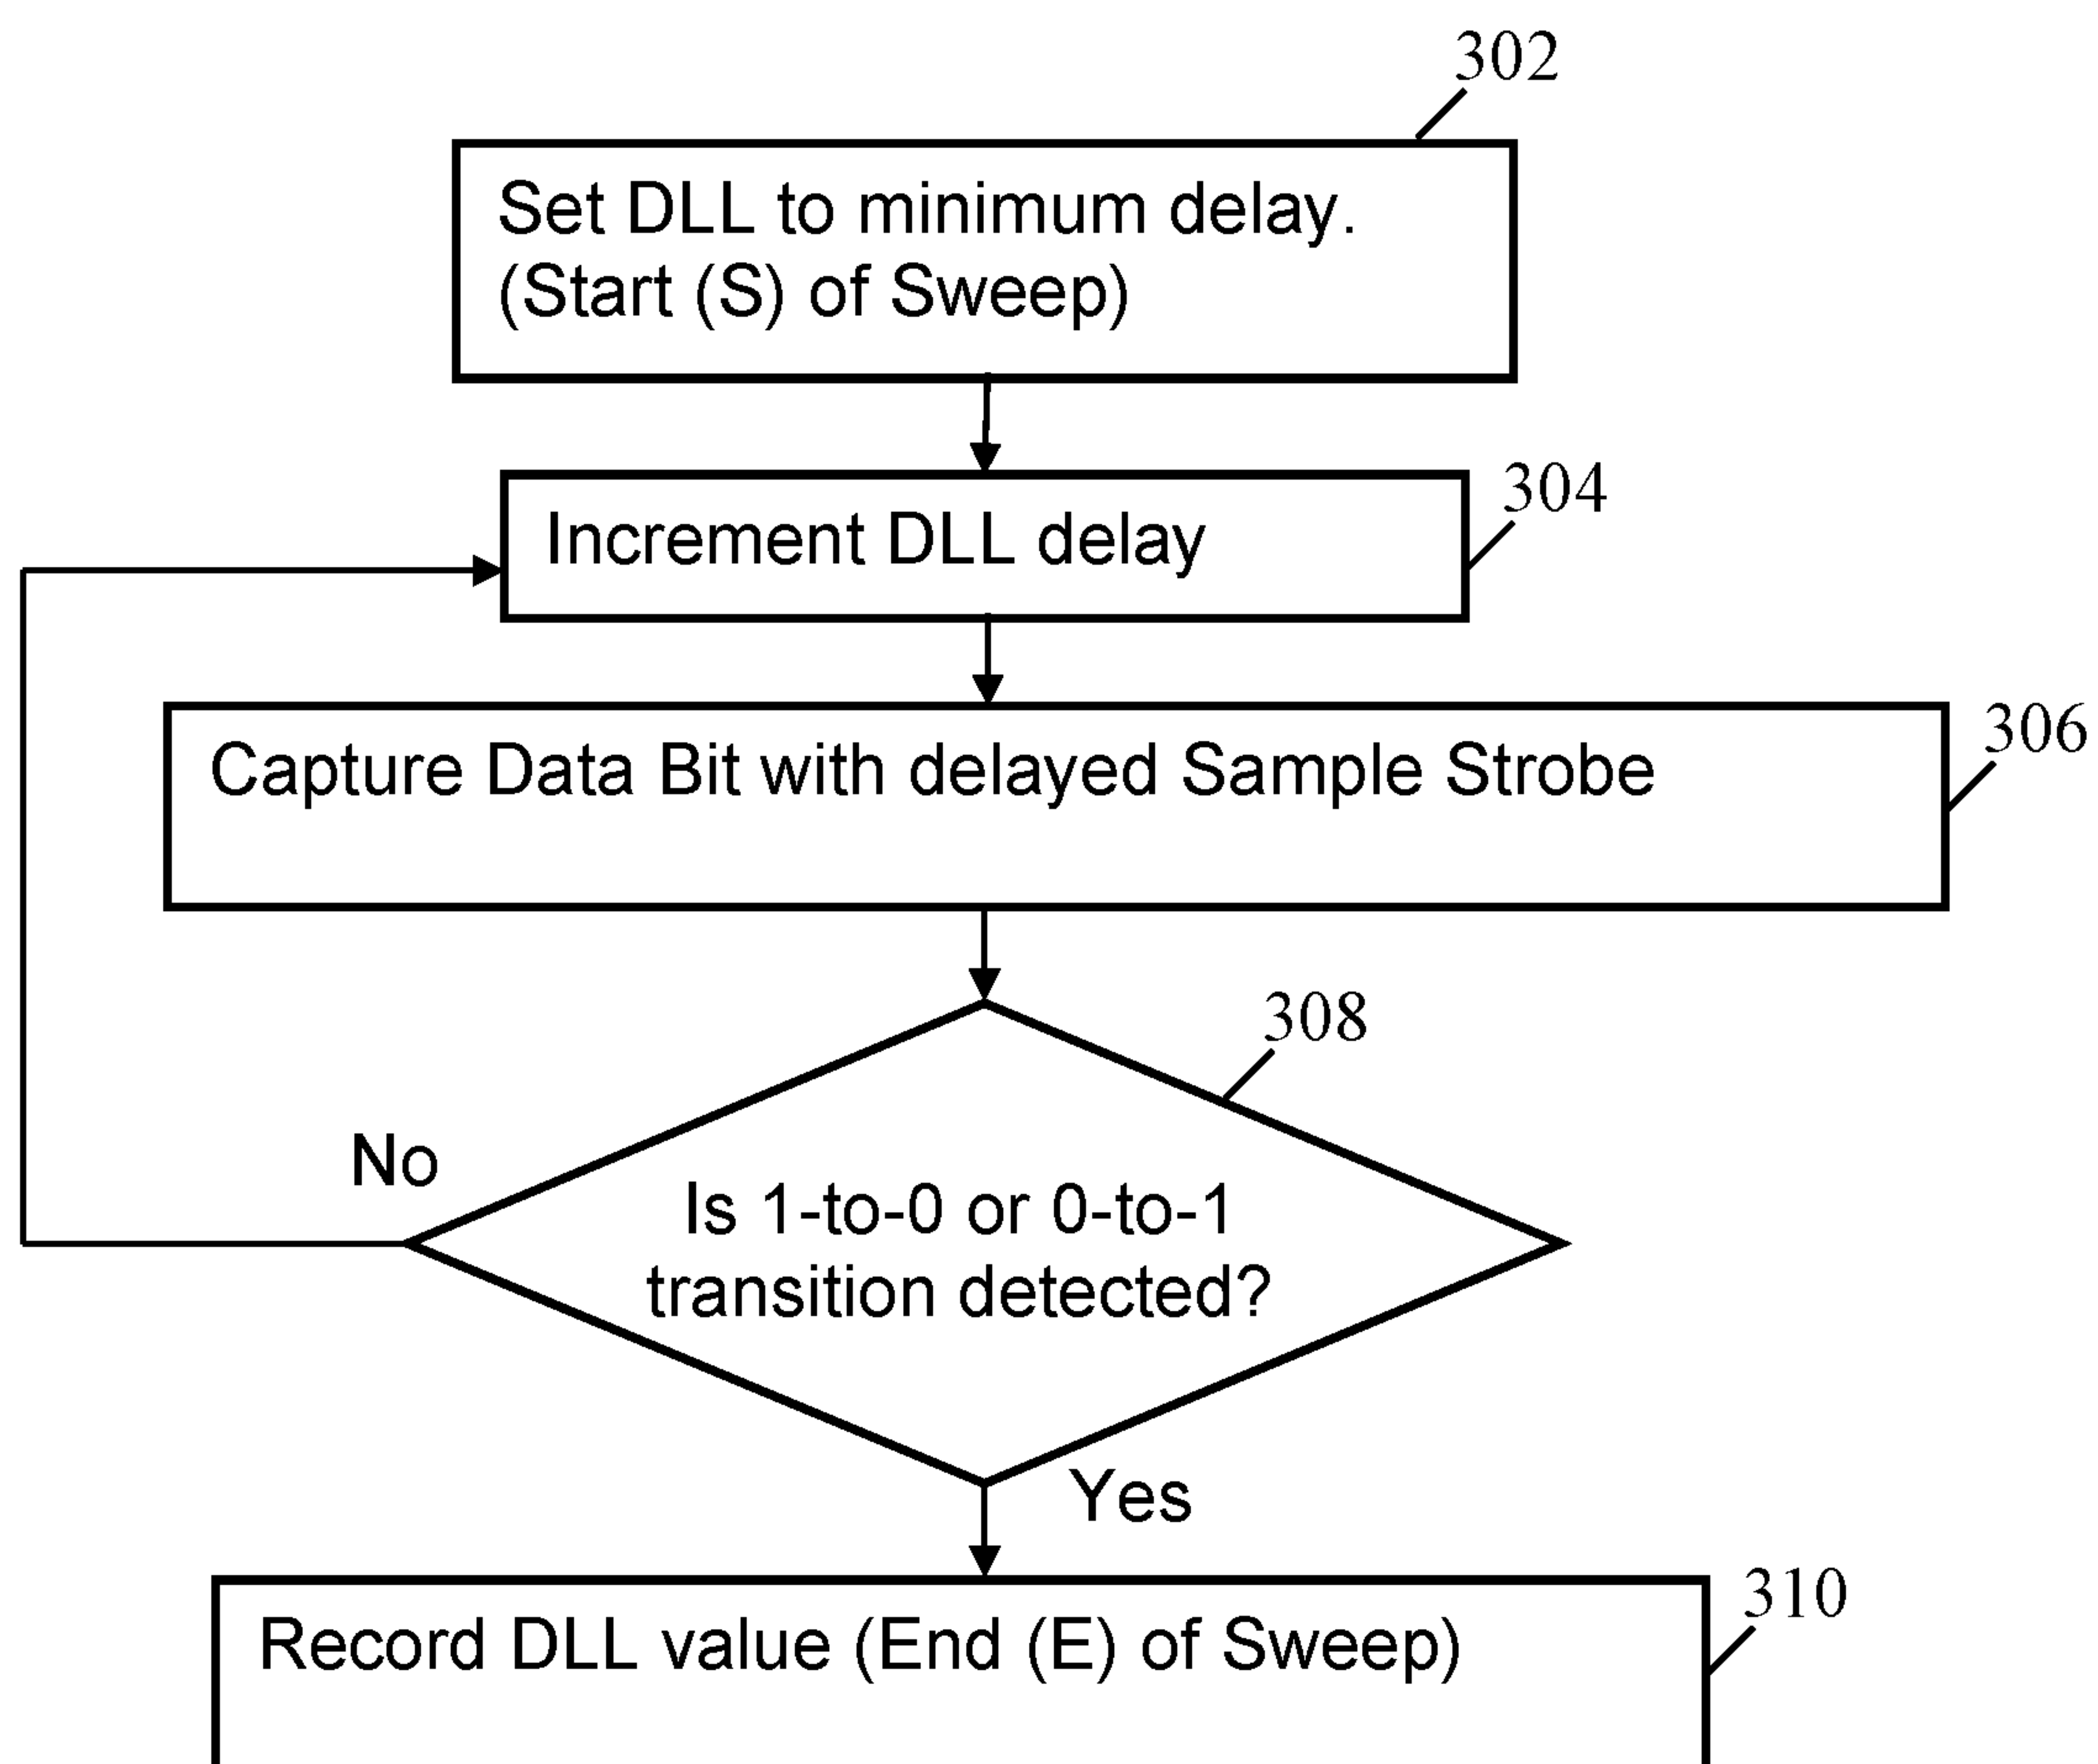 302
Set DLL to minimum delay.
(Start (S) of Sweep)
304
Increment DLL delay
306
Capture Data Bit with delayed Sample Strobe
308
No
Is 1-to-0 or 0-to-1
transition detected?
Yes
310
Record DLL value (End (E) of Sweep)